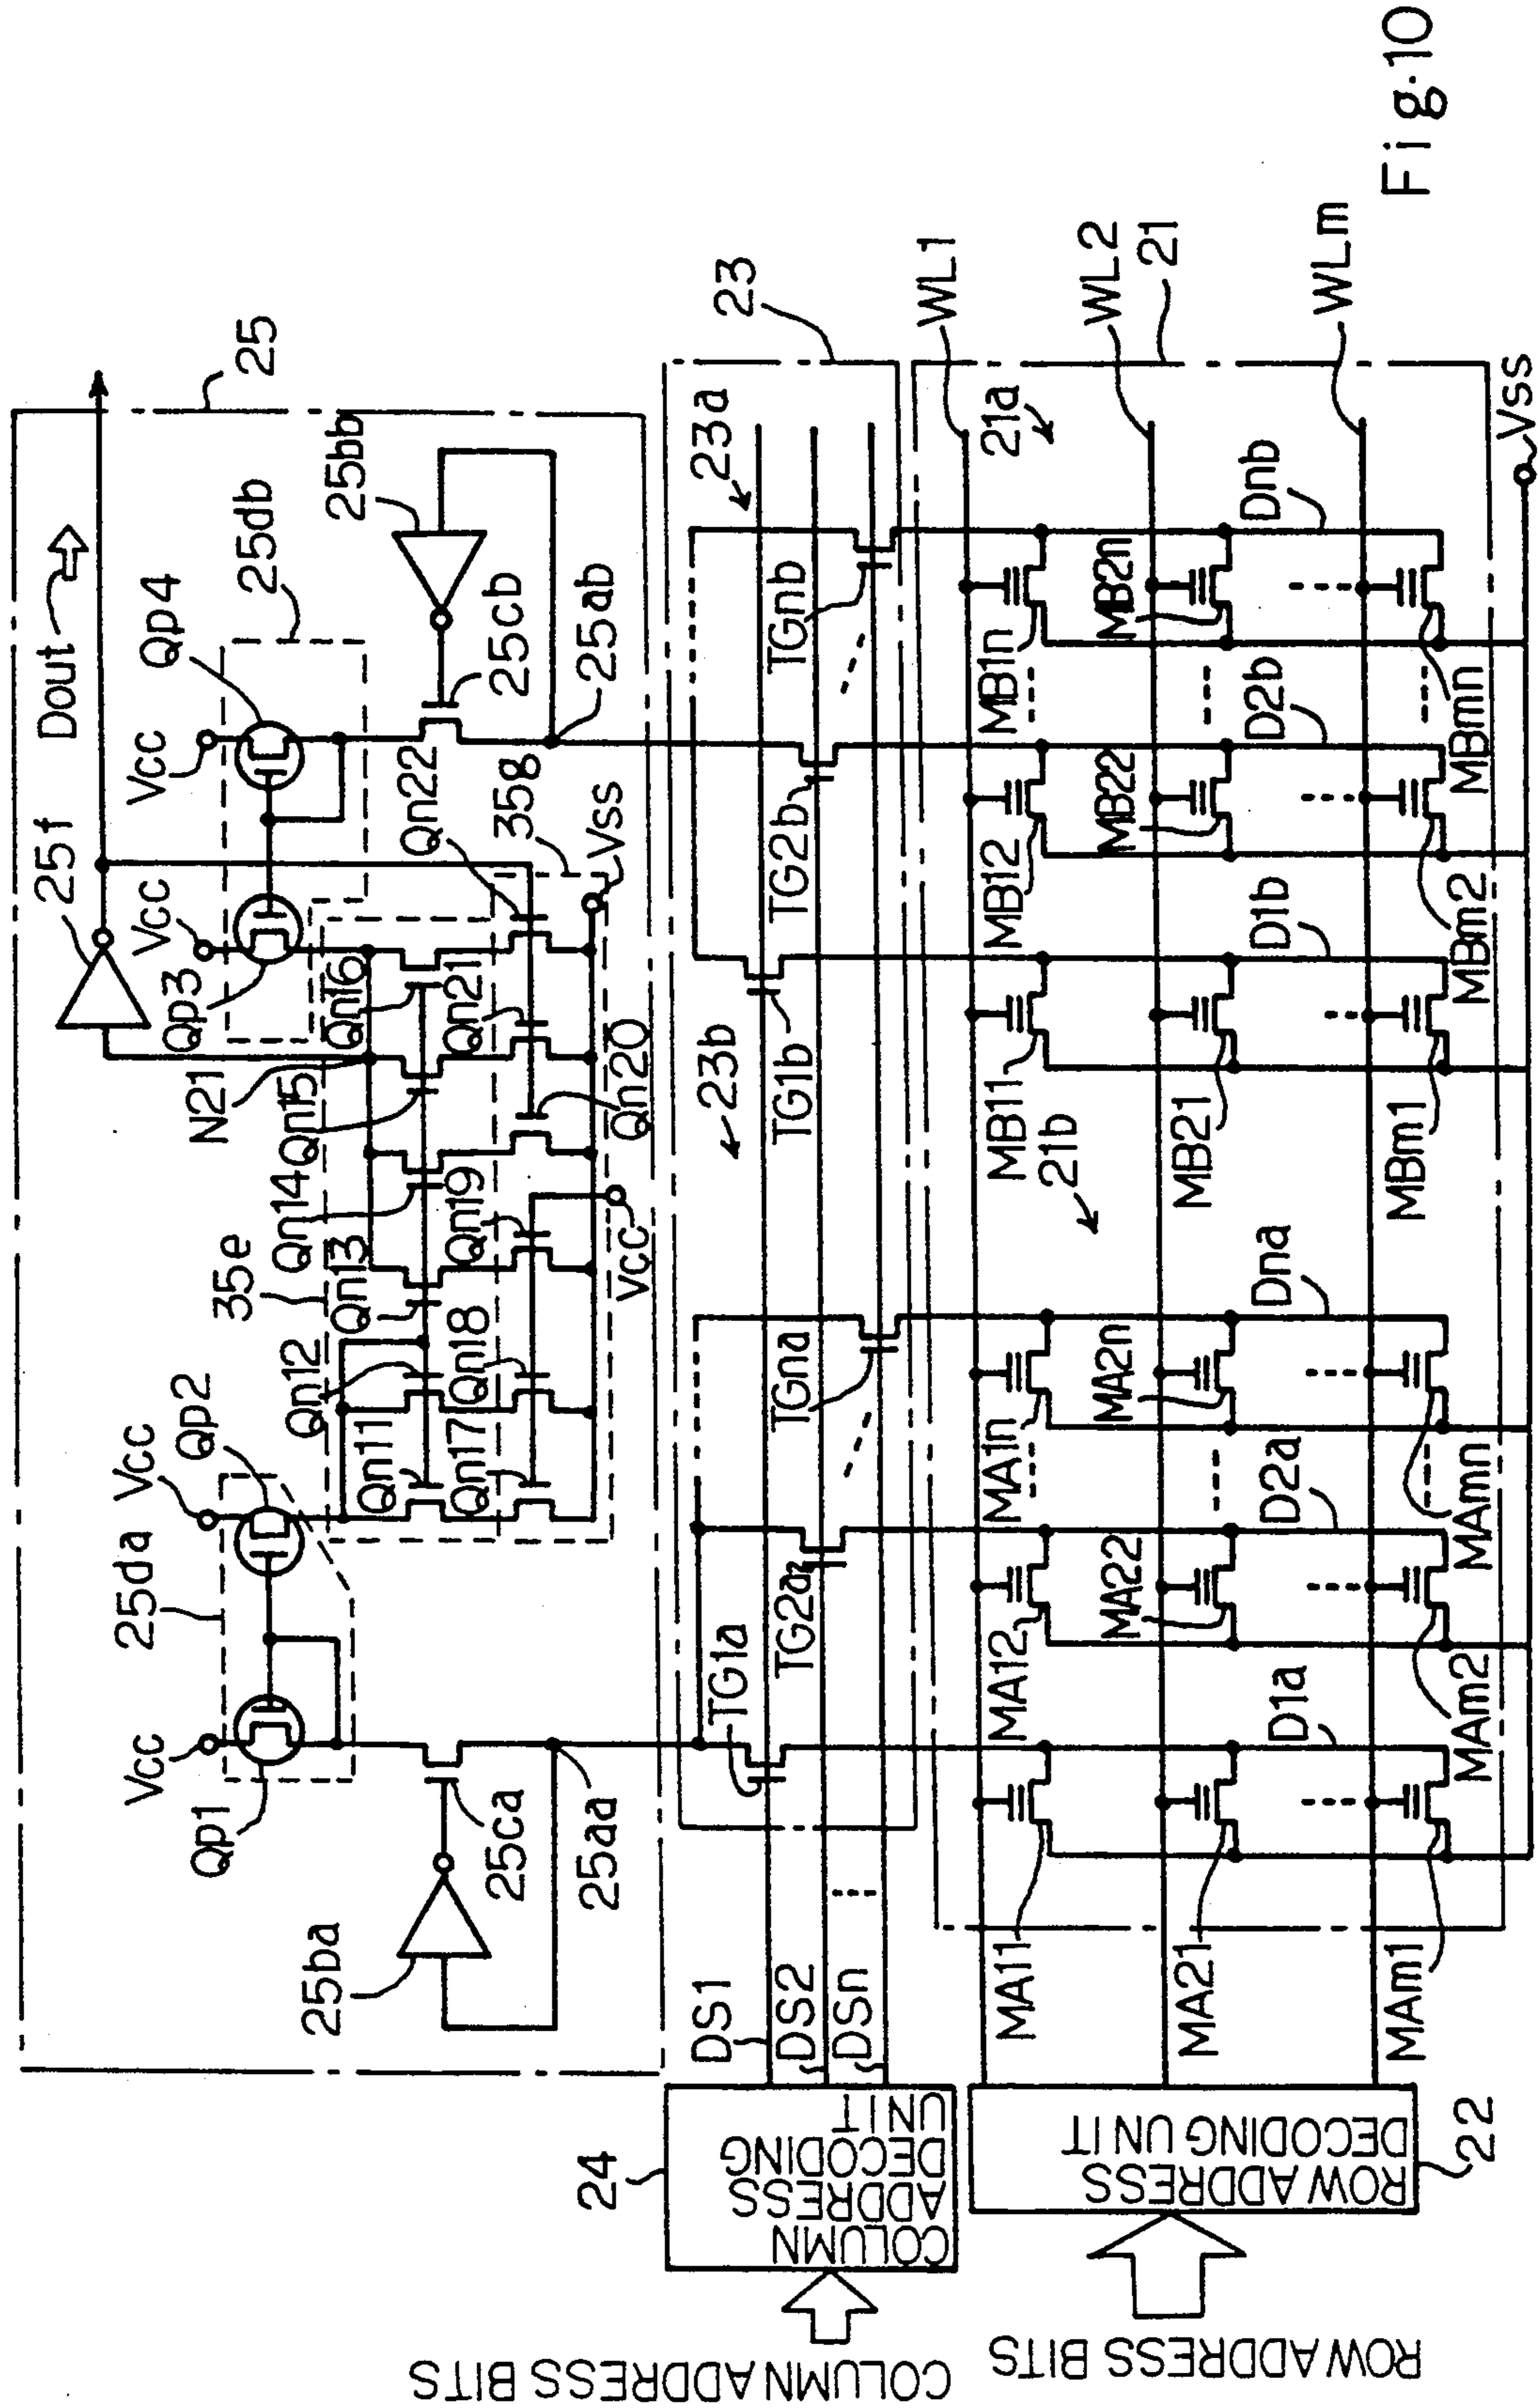 Dout
25
25f
Qp4
25db
Vcc
Vcc
Qp3
25bb
25cb
25ab
Qn22
35g
Vss
Qn16
Qn21
N21
Qn15
Qn20
Qn14
Qn19
35e
Qn13
Vcc
Qn12
Qn18
Qn11
Qn17
Vcc
Qp2
25da
Vcc
Qp1
25ca
25aa
25ba
23
23a
TGnb
TG2b
TG1b
23b
TGna
TG2a
TG1a
DS1
DS2
DSn
24
COLUMN
ADDRESS
DECODING
UNIT
COLUMN ADDRESS BITS
WL1
WL2
21
WLm
Vss
21a
Dnb
MB1n
MB2n
MBmn
D2b
MB12
MB22
MBm2
D1b
MB11
MB21
MBm1
21b
Dna
MA1n
MA2n
MAmn
D2a
MA12
MA22
MAm2
D1a
MA11
MA21
MAm1
22
ROW ADDRESS
DECODING UNIT
ROW ADDRESS BITS
Fig.10